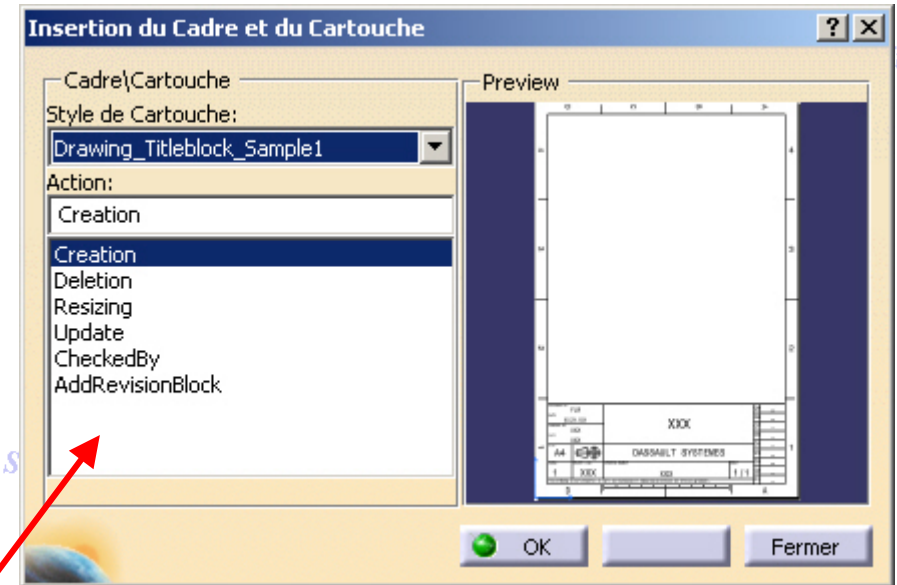 Insertion du Cadre et du Cartouche
Cadre\Cartouche
Style de Cartouche:
Drawing_Titleblock_Sample1
Action:
Creation
Creation
Deletion
Resizing
Update
CheckedBy
AddRevisionBlock
Preview
XXX
A4
DASSAULT SYSTEMES
1 XXX XXX 1/1
s
OK
Fermer